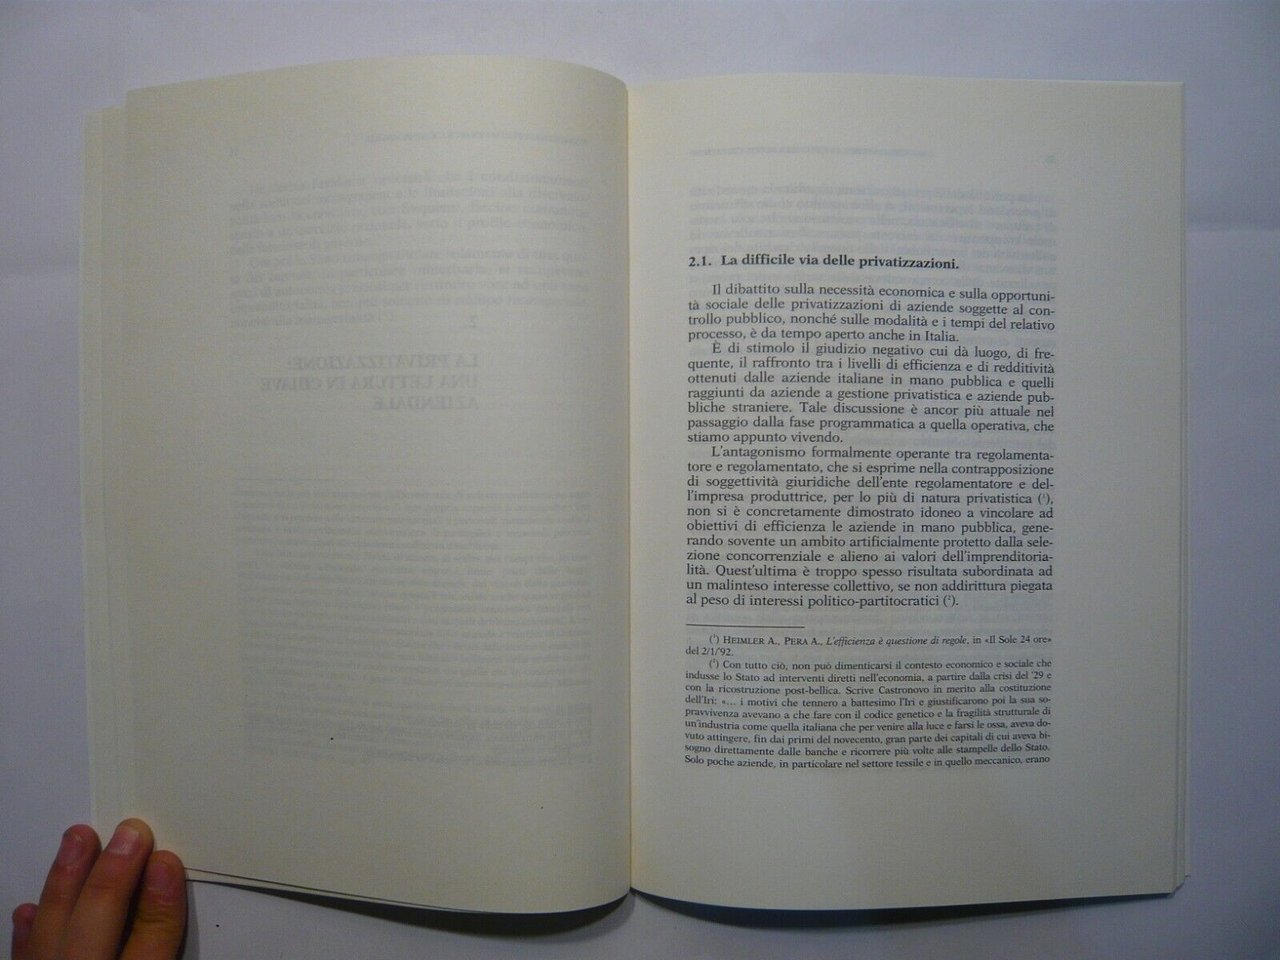 2.
LA PRIVATIZZAZIONE:
UNA LETTURA IN CHIAVE
AZIENDALE
2.1. La difficile via delle privatizzazioni.
Il dibattito sulla necessità economica e sulla opportuni-
tà sociale delle privatizzazioni di aziende soggette al con-
trollo pubblico, nonché sulle modalità e i tempi del relativo
processo, è da tempo aperto anche in Italia.
È di stimolo il giudizio negativo cui dà luogo, di fre-
quente, il raffronto tra i livelli di efficienza e di redditività
ottenuti dalle aziende italiane in mano pubblica e quelli
raggiunti da aziende a gestione privatistica e aziende pub-
bliche straniere. Tale discussione è ancor più attuale nel
passaggio dalla fase programmatica a quella operativa, che
stiamo appunto vivendo.
L'antagonismo formalmente operante tra regolamenta-
tore e regolamentato, che si esprime nella contrapposizione
di soggettività giuridiche dell'ente regolamentatore e del-
l'impresa produttrice, per lo più di natura privatistica (¹),
non si è concretamente dimostrato idoneo a vincolare ad
obiettivi di efficienza le aziende in mano pubblica, gene-
rando sovente un ambito artificialmente protetto dalla sele-
zione concorrenziale e alieno ai valori dell'imprenditoria-
lità. Quest'ultima è troppo spesso risultata subordinata ad
un malinteso interesse collettivo, se non addirittura piegata
al peso di interessi politico-partitocratici (²).
(¹) HEIMLER A., PERA A., L'efficienza è questione di regole, in «Il Sole 24 ore»
del 2/1/'92.
(²) Con tutto ciò, non può dimenticarsi il contesto economico e sociale che
indusse lo Stato ad interventi diretti nell'economia, a partire dalla crisi del '29 e
con la ricostruzione post-bellica. Scrive Castronovo in merito alla costituzione
dell'Iri: «... i motivi che tennero a battesimo l'Iri e giustificarono poi la sua so-
pravvivenza avevano a che fare con il codice genetico e la fragilità strutturale di
un'industria come quella italiana che per venire alla luce e farsi le ossa, aveva do-
vuto attingere, fin dai primi del novecento, gran parte dei capitali di cui aveva bi-
sogno direttamente dalle banche e ricorrere più volte alle stampelle dello Stato.
Solo poche aziende, in particolare nel settore tessile e in quello meccanico, erano